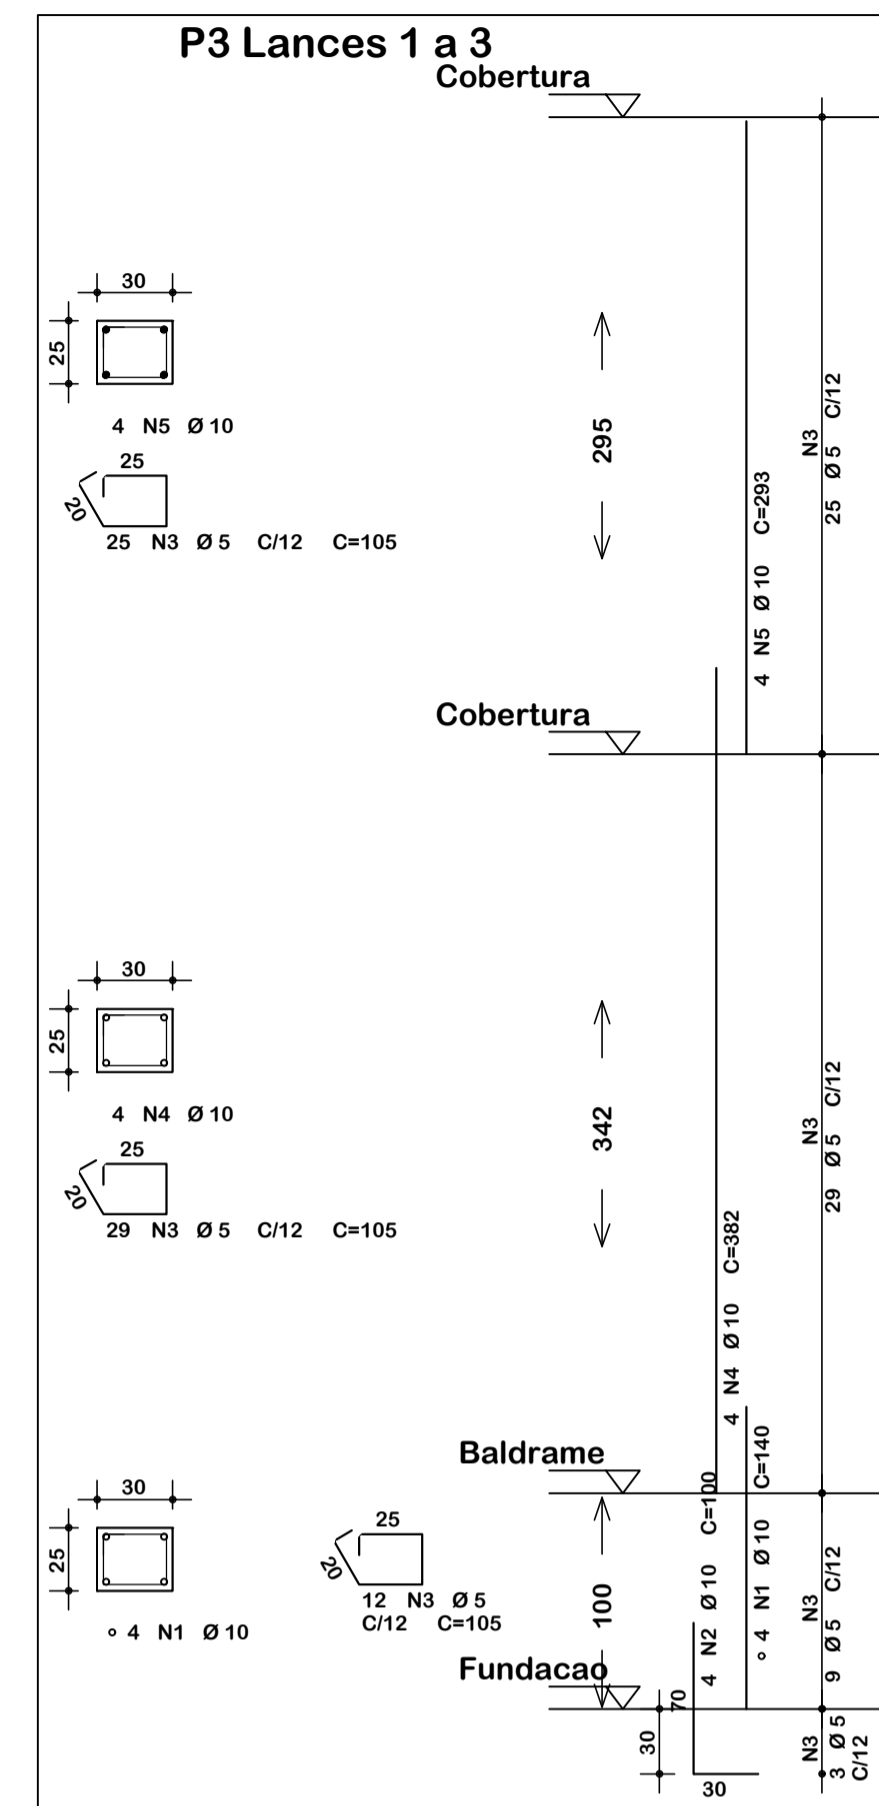 P3 Lances 1 a 3
Cobertura
30
25
4 N5 Ø 10
25
20
25 N3 Ø 5 C/12 C=105
295
4 N5 Ø 10 C=293
N3
25 Ø 5 C/12
Cobertura
30
25
4 N4 Ø 10
25
20
29 N3 Ø 5 C/12 C=105
342
4 N4 Ø 10 C=382
N3
29 Ø 5 C/12
Baldrame
30
25
4 N1 Ø 10
25
20
12 N3 Ø 5
C/12 C=105
100
4 N2 Ø 10 C=100
4 N1 Ø 10 C=140
N3
9 Ø 5 C/12
Fundacao
70
30
30
N3
3 Ø 5
C/12